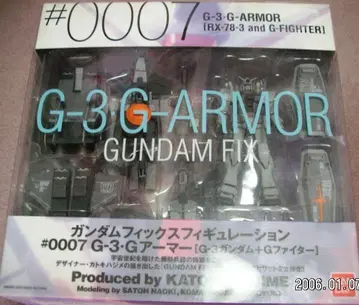 #0007
G-3·G-ARMOR
[RX-78-3 and G-FIGHTER]
G-3·G-ARMOR
GUNDAM FIX
ガンダムフィックスフィギュレーション
#0007 G-3・Gアーマー [G-3ガンダム+Gファイター]
Produced by KATO
Modeling by SATOH NAOKI,
2006.01.07